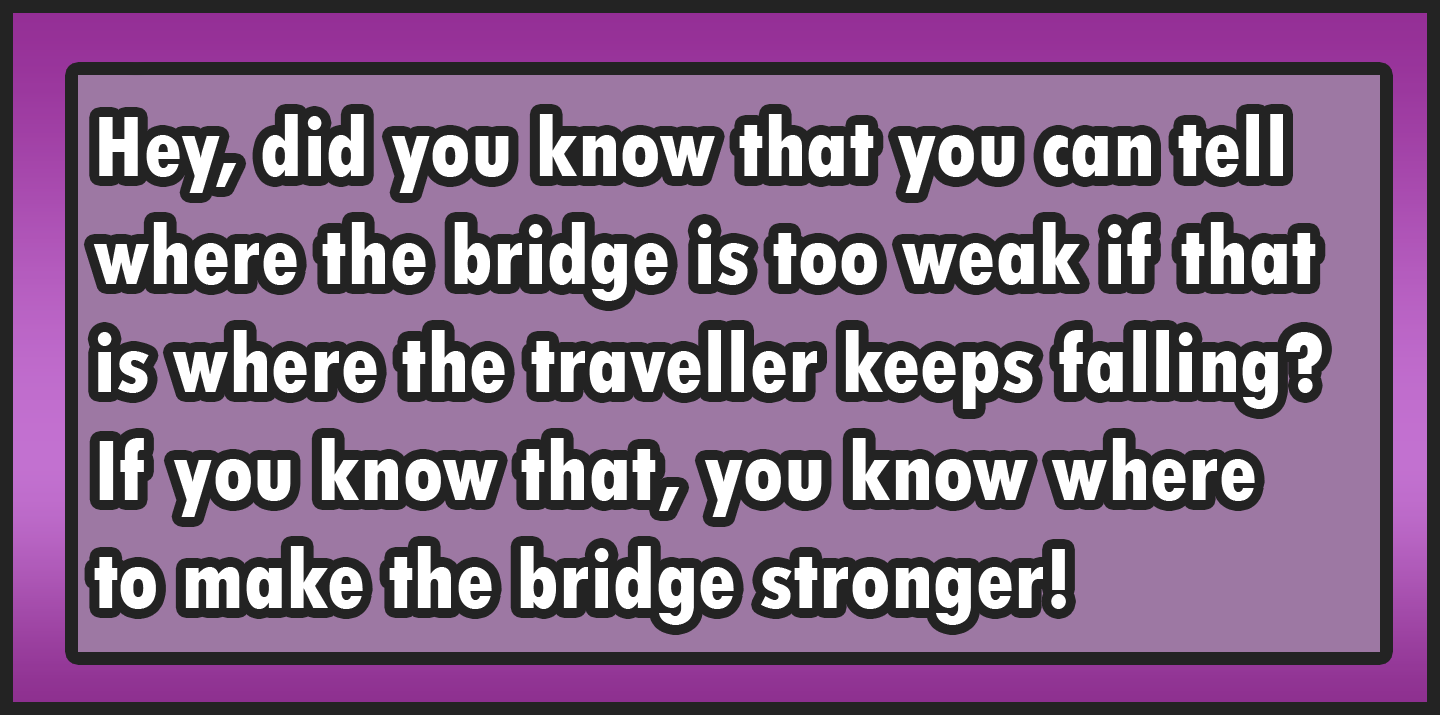 Hey, did you know that you can tell
where the bridge is too weak if that
is where the traveller keeps falling?
If you know that, you know where
to make the bridge stronger!